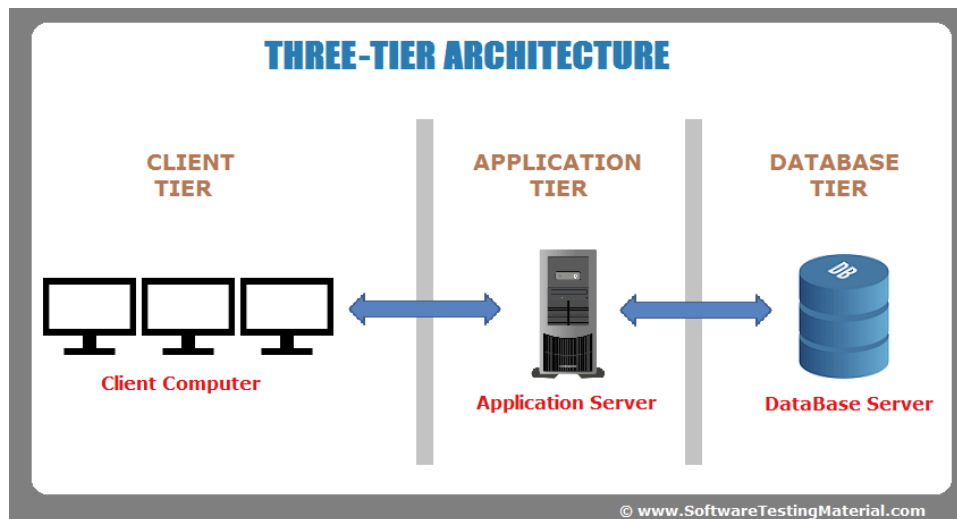 THREE-TIER ARCHITECTURE
CLIENT
TIER
APPLICATION
TIER
DATABASE
TIER
DB
Client Computer
Application Server
DataBase Server
© www.SoftwareTestingMaterial.com